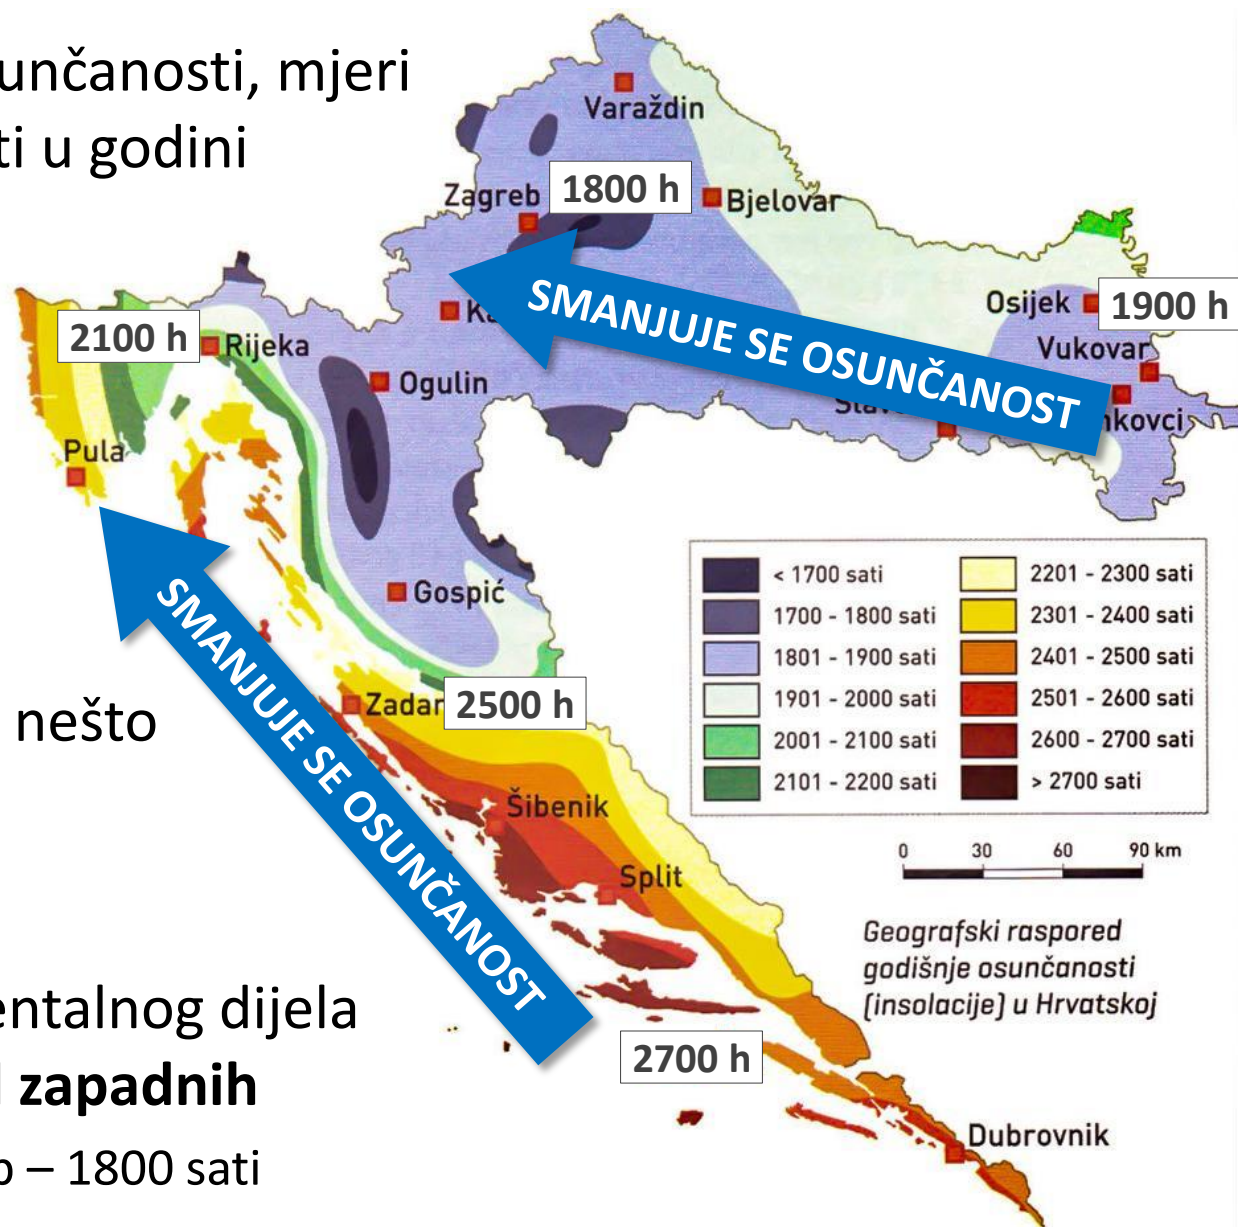 unčanosti, mjeri
ti u godini
Varaždin
Zagreb
1800 h
Bjelovar
SMANJUJE SE OSUNČANOST
Osijek
1900 h
Vukovar
2100 h
Rijeka
Ka
Ogulin
Slav
nkovci
Pula
Gospić
SMANJUJE SE OSUNČANOST
< 1700 sati
1700 - 1800 sati
1801 - 1900 sati
1901 - 2000 sati
2001 - 2100 sati
2101 - 2200 sati
2201 - 2300 sati
2301 - 2400 sati
2401 - 2500 sati
2501 - 2600 sati
2600 - 2700 sati
> 2700 sati
nešto
Zadar
2500 h
Šibenik
Split
0 30 60 90 km
Geografski raspored
godišnje osunčanosti
(insolacije) u Hrvatskoj
entalnog dijela
zapadnih
2700 h
Dubrovnik
– 1800 sati